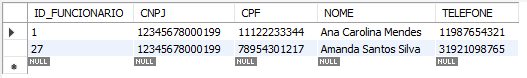 ID_FUNCIONARIO CNPJ CPF NOME TELEFONE
1 12345678000199 11122233344 Ana Carolina Mendes 11987654321
27 12345678000199 78954301217 Amanda Santos Silva 31921098765
NULL NULL NULL NULL NULL